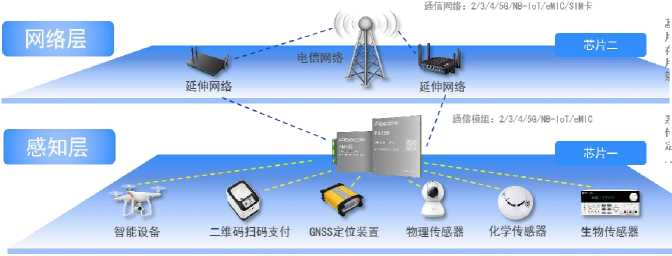 通信网络：2/3/4/5G/NB-IoT/eMIC/SIM卡
网络层
芯片二
电信网络
延伸网络
延伸网络
通信模组：2/3/4/5G/NB-IoT/eMIC
感知层
芯片一
智能设备
二维码扫码支付
GNSS定位装置
物理传感器
化学传感器
生物传感器